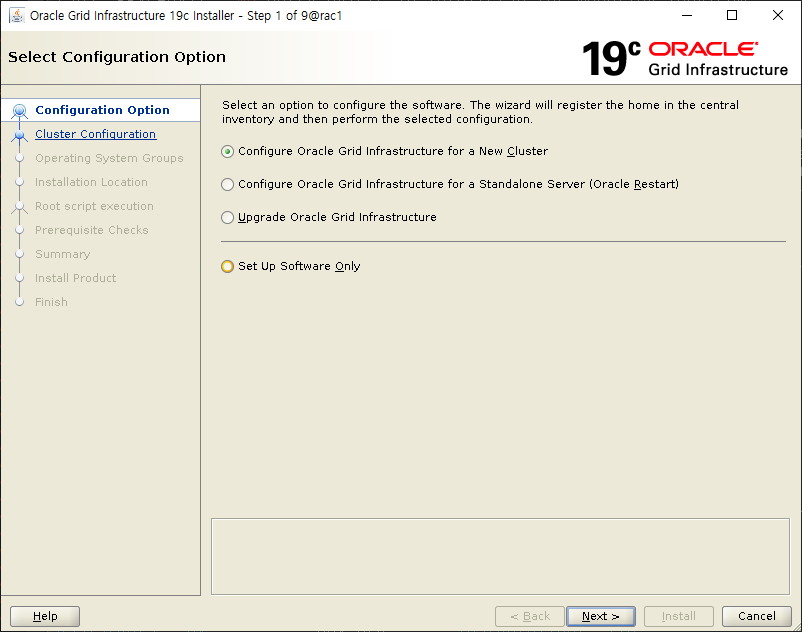 Oracle Grid Infrastructure 19c Installer - Step 1 of 9@rac1
Select Configuration Option
19c ORACLE
Grid Infrastructure
Configuration Option
Cluster Configuration
Operating System Groups
Installation Location
Root script execution
Prerequisite Checks
Summary
Install Product
Finish
Select an option to configure the software. The wizard will register the home in the central
inventory and then perform the selected configuration.
Configure Oracle Grid Infrastructure for a New Cluster
Configure Oracle Grid Infrastructure for a Standalone Server (Oracle Restart)
Upgrade Oracle Grid Infrastructure
Set Up Software Only
Help
< Back
Next >
Install
Cancel